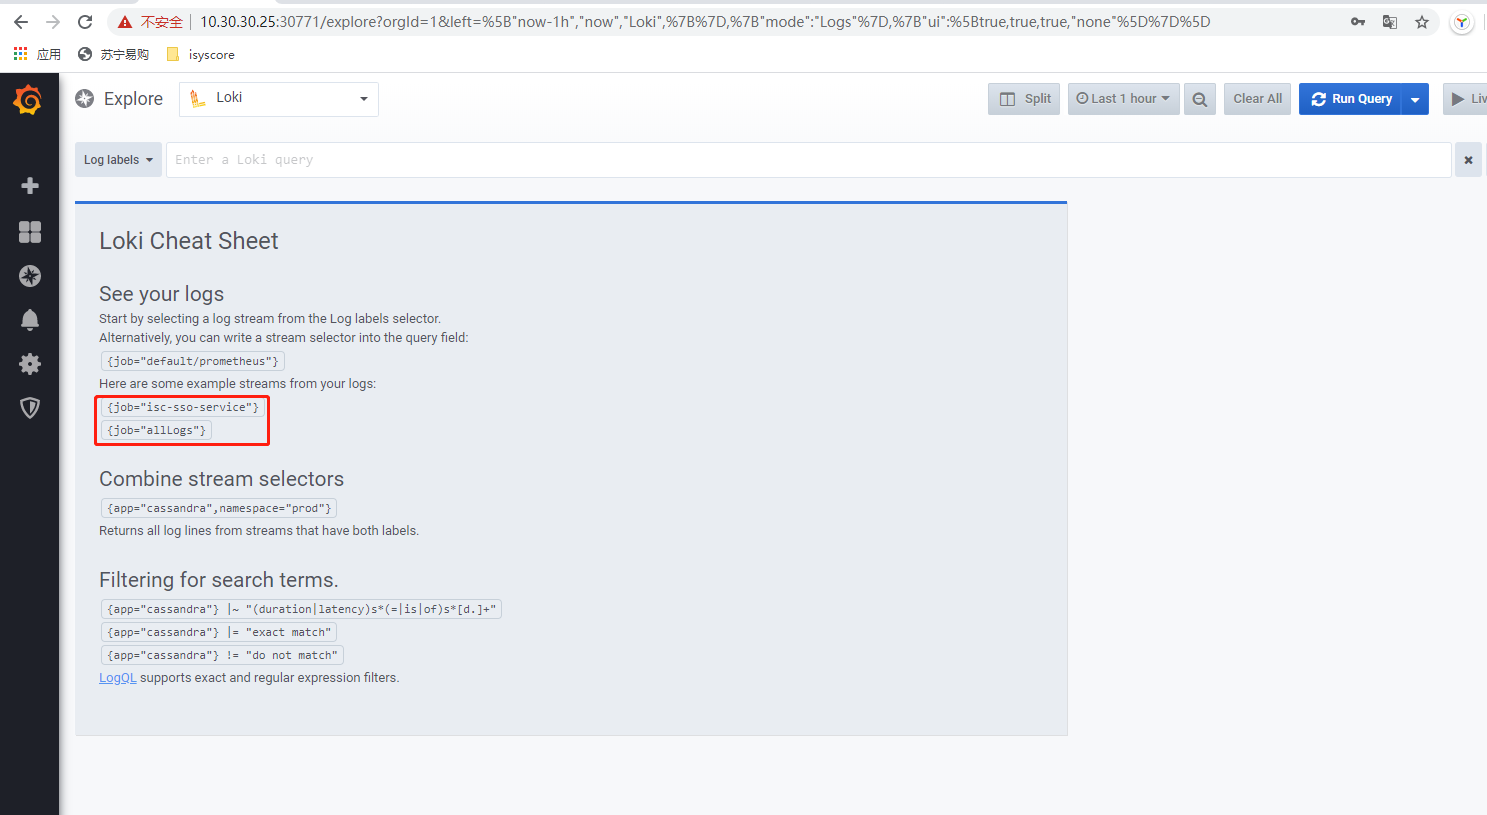 不安全 10.30.30.25:30771/explore?orgId=1&left=%5B"now-1h","now","Loki",%7B%7D,%7B"mode":"Logs"%7D,%7B"ui":%5Btrue,true,true,"none"%5D%7D%5D
应用 苏宁易购 isyscore
Explore Loki Split Last 1 hour Clear All Run Query
Log labels Enter a Loki query
Loki Cheat Sheet
See your logs
Start by selecting a log stream from the Log labels selector.
Alternatively, you can write a stream selector into the query field:
{job="default/prometheus"}
Here are some example streams from your logs:
{job="isc-sso-service"}
{job="allLogs"}
Combine stream selectors
{app="cassandra",namespace="prod"}
Returns all log lines from streams that have both labels.
Filtering for search terms.
{app="cassandra"} |~ "(duration|latency)s*(=|is|of)s*[d.]+"
{app="cassandra"} |= "exact match"
{app="cassandra"} != "do not match"
LogQL supports exact and regular expression filters.